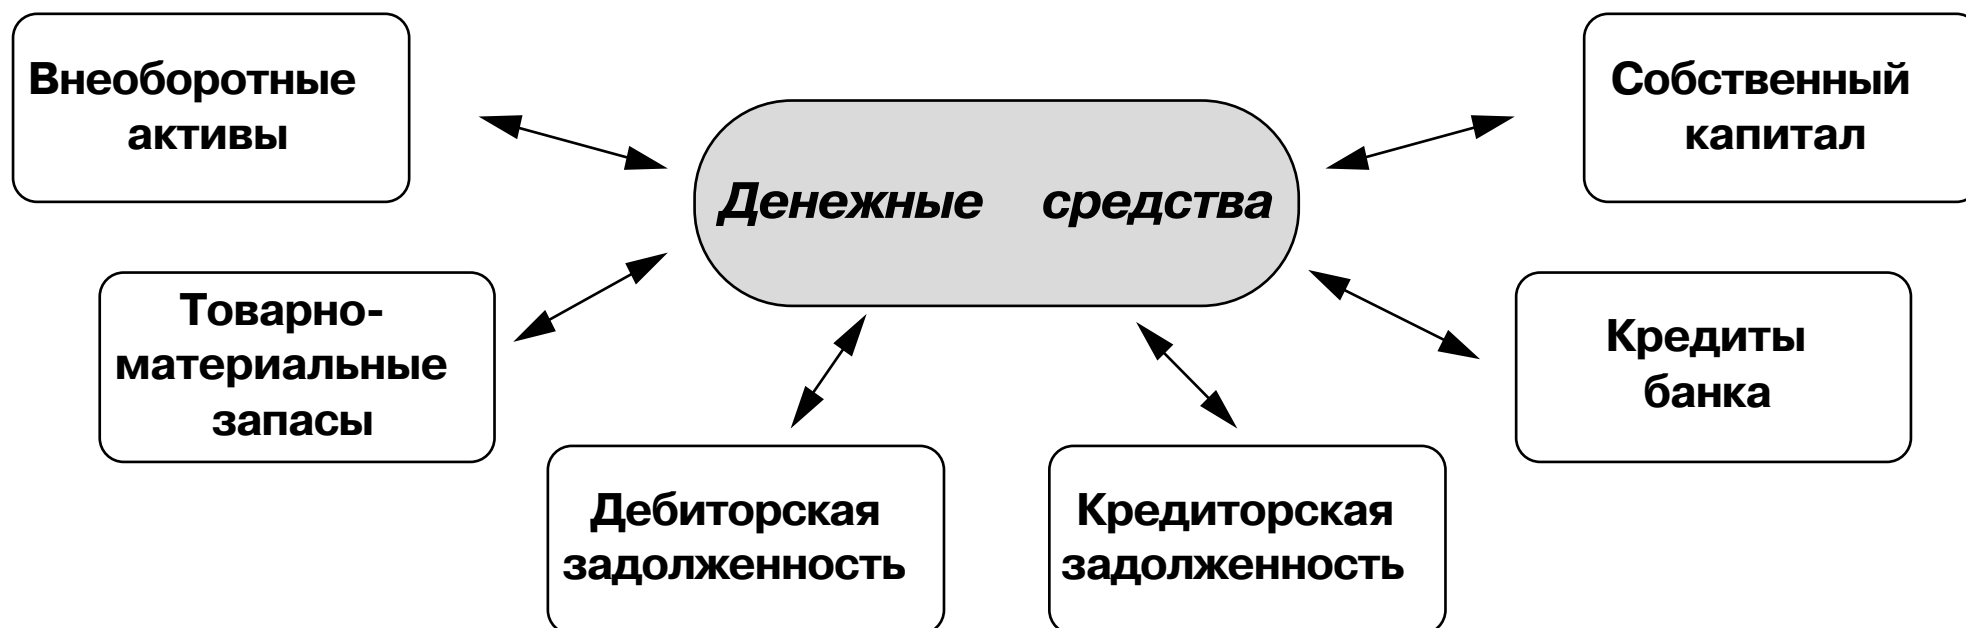 Внеоборотные
активы
Денежные средства
Собственный
капитал
Товарно-
материальные
запасы
Кредиты
банка
Дебиторская
задолженность
Кредиторская
задолженность